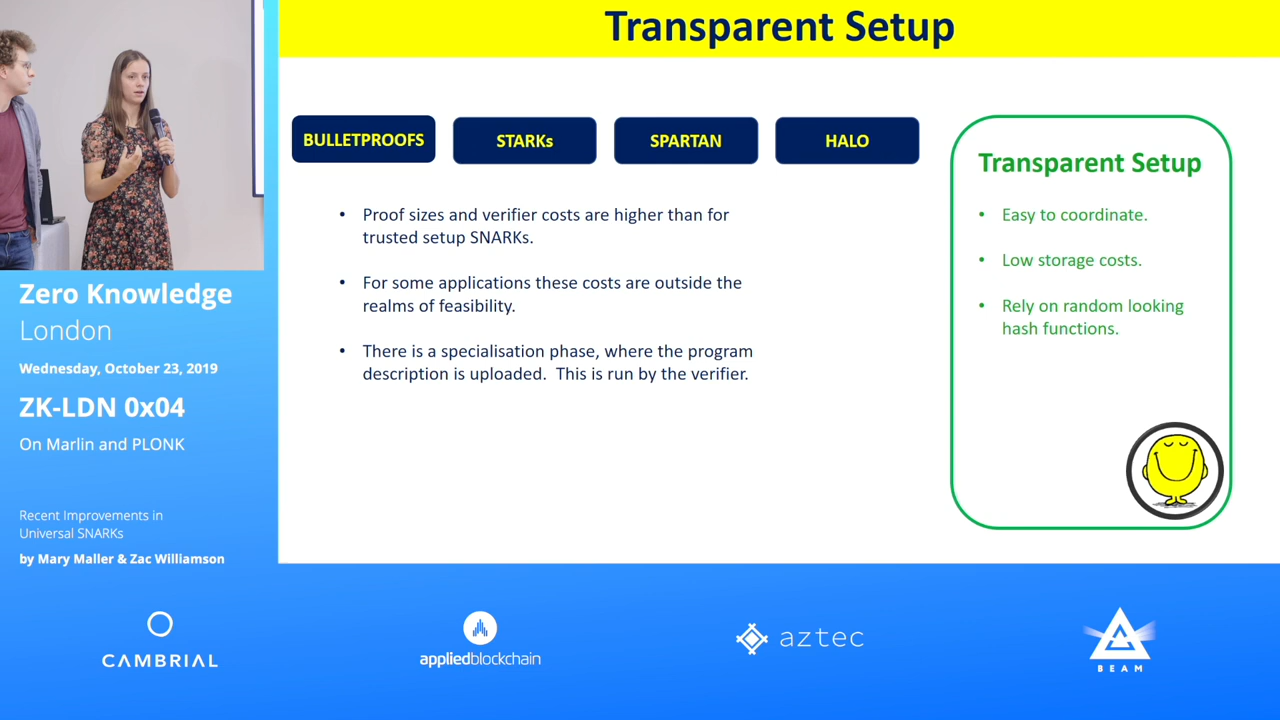 Transparent Setup
BULLETPROOFS
STARKs
SPARTAN
HALO
• Proof sizes and verifier costs are higher than for
trusted setup SNARKs.
• For some applications these costs are outside the
realms of feasibility.
• There is a specialisation phase, where the program
description is uploaded. This is run by the verifier.
Transparent Setup
• Easy to coordinate.
• Low storage costs.
• Rely on random looking
hash functions.
Zero Knowledge
London
Wednesday, October 23, 2019
ZK-LDN 0x04
On Marlin and PLONK
Recent Improvements in
Universal SNARKs
by Mary Maller & Zac Williamson
CAMBRIAL
appliedblockchain
aztec
BEAM